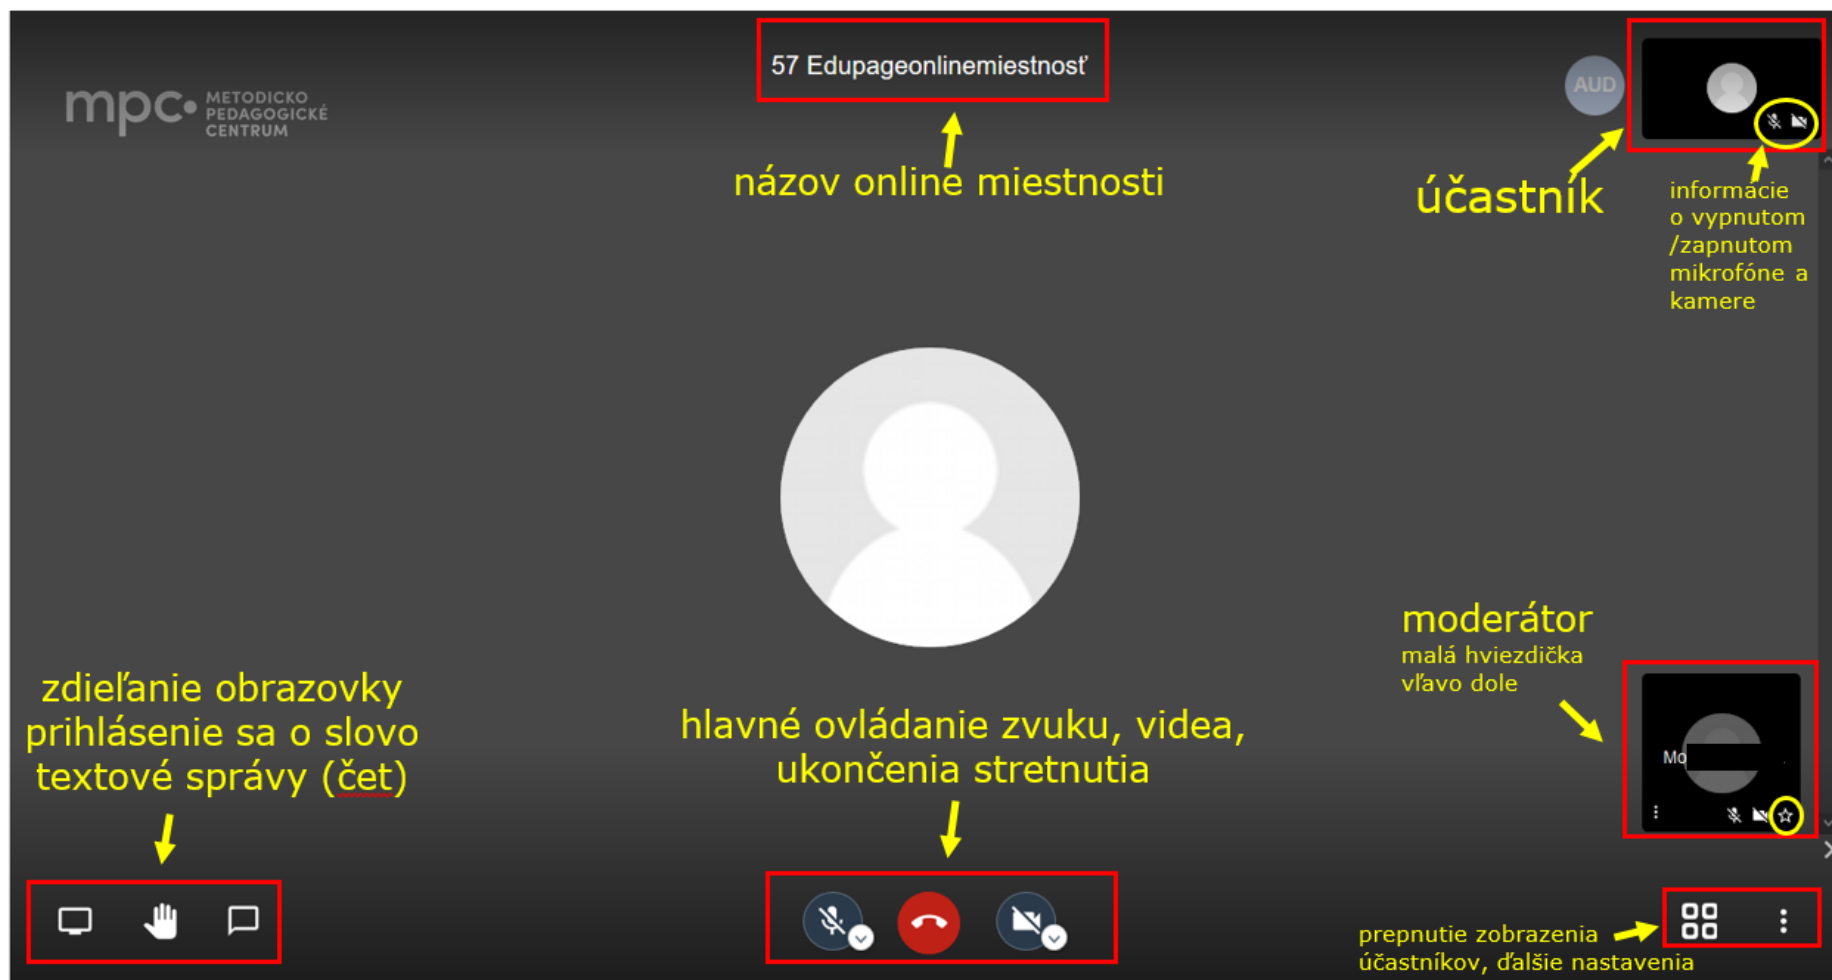 57 Edupageonlinemiestnosť
mpc
METODICKO
PEDAGOGICKÉ
CENTRUM
AUD
názov online miestnosti
účastník
informácie
o vypnutom
/zapnutom
mikrofóne a
kamere
moderátor
malá hviezdička
vľavo dole
Mo
zdieľanie obrazovky
prihlásenie sa o slovo
textové správy (čet)
hlavné ovládanie zvuku, videa,
ukončenia stretnutia
prepnutie zobrazenia
účastníkov, ďalšie nastavenia